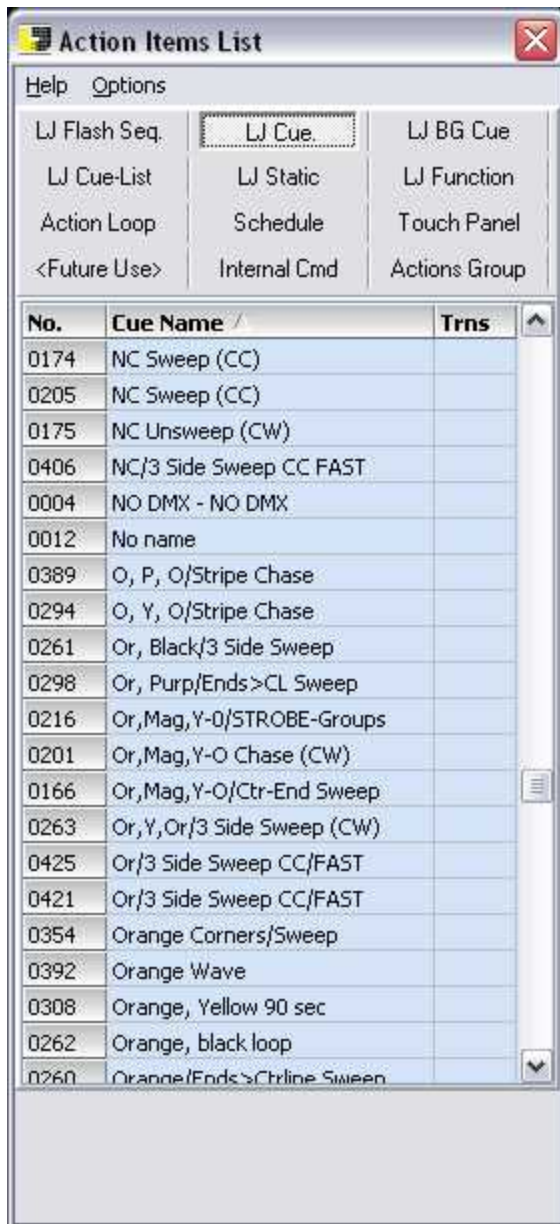 Action Items List
Help Options
LJ Flash Seq. LJ Cue. LJ BG Cue
LJ Cue-List LJ Static LJ Function
Action Loop Schedule Touch Panel
<Future Use> Internal Cmd Actions Group
No. Cue Name Trns
0174 NC Sweep (CC)
0205 NC Sweep (CC)
0175 NC Unsweep (CW)
0406 NC/3 Side Sweep CC FAST
0004 NO DMX - NO DMX
0012 No name
0389 O, P, O/Stripe Chase
0294 O, Y, O/Stripe Chase
0261 Or, Black/3 Side Sweep
0298 Or, Purp/Ends>CL Sweep
0216 Or,Mag,Y-0/STROBE-Groups
0201 Or,Mag,Y-O Chase (CW)
0166 Or,Mag,Y-O/Ctr-End Sweep
0263 Or,Y,Or/3 Side Sweep (CW)
0425 Or/3 Side Sweep CC/FAST
0421 Or/3 Side Sweep CC/FAST
0354 Orange Corners/Sweep
0392 Orange Wave
0308 Orange, Yellow 90 sec
0262 Orange, black loop
0260 Orange/Ends>Ctrline Sweep